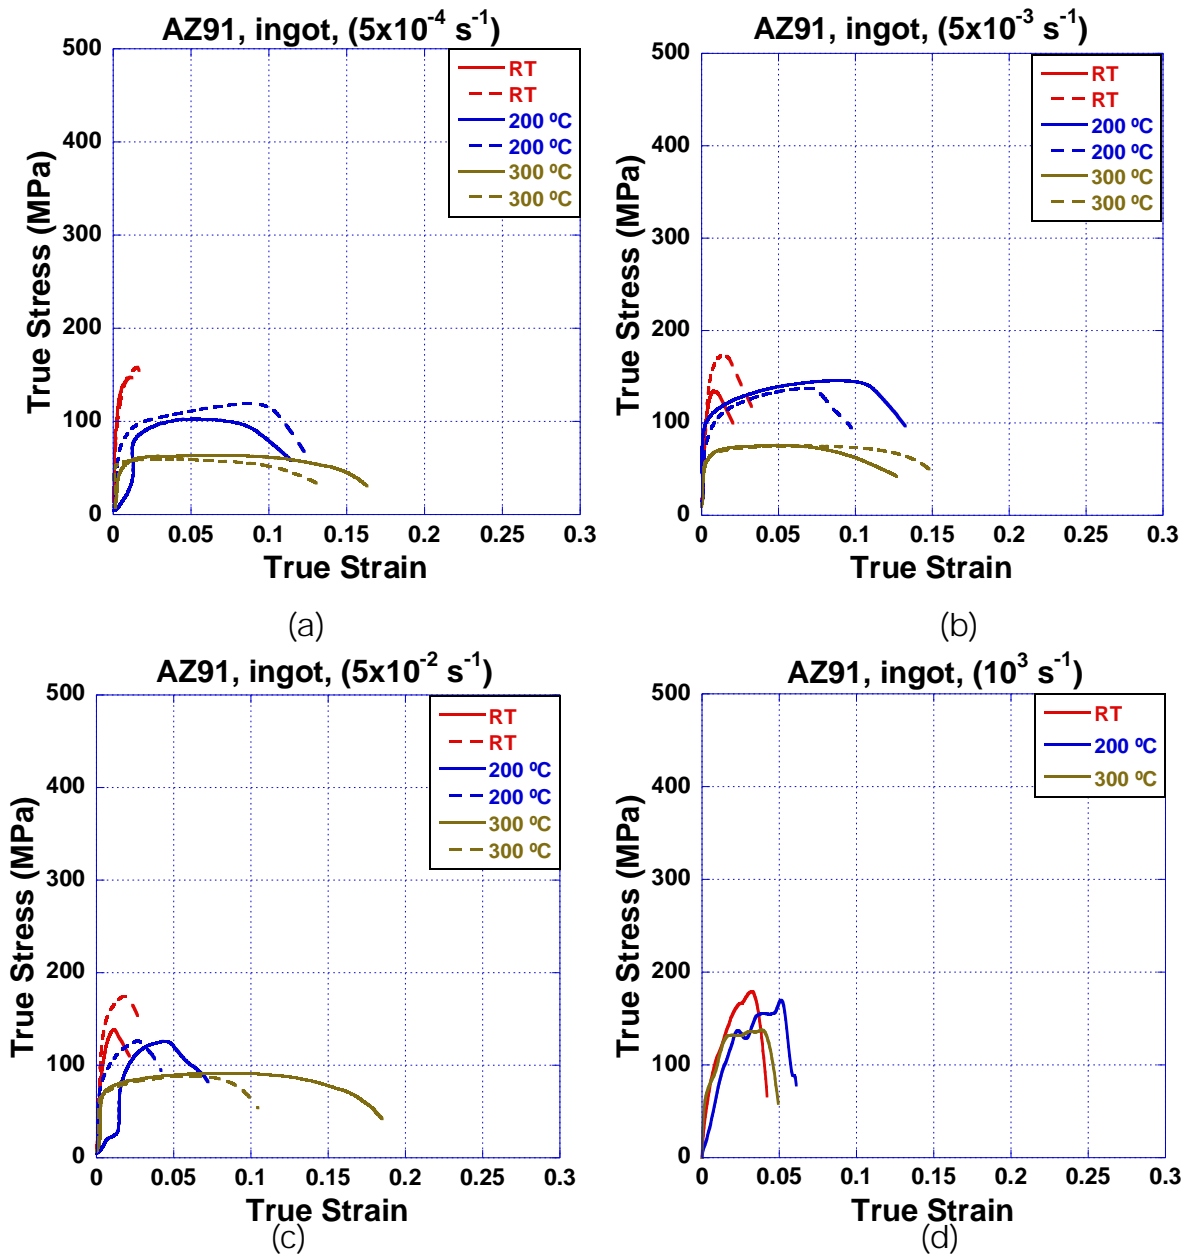 AZ91, ingot, (5x10⁻⁴ s⁻¹)
500
400
300
200
100
0
True Stress (MPa)
RT
RT
200 ºC
200 ºC
300 ºC
300 ºC
0 0.05 0.1 0.15 0.2 0.25 0.3
True Strain
(a)
AZ91, ingot, (5x10⁻³ s⁻¹)
500
400
300
200
100
0
True Stress (MPa)
RT
RT
200 ºC
200 ºC
300 ºC
300 ºC
0 0.05 0.1 0.15 0.2 0.25 0.3
True Strain
(b)
AZ91, ingot, (5x10⁻² s⁻¹)
500
400
300
200
100
0
True Stress (MPa)
RT
RT
200 ºC
200 ºC
300 ºC
300 ºC
0 0.05 0.1 0.15 0.2 0.25 0.3
True Strain
(c)
AZ91, ingot, (10³ s⁻¹)
500
400
300
200
100
0
True Stress (MPa)
RT
200 ºC
300 ºC
0 0.05 0.1 0.15 0.2 0.25 0.3
True Strain
(d)